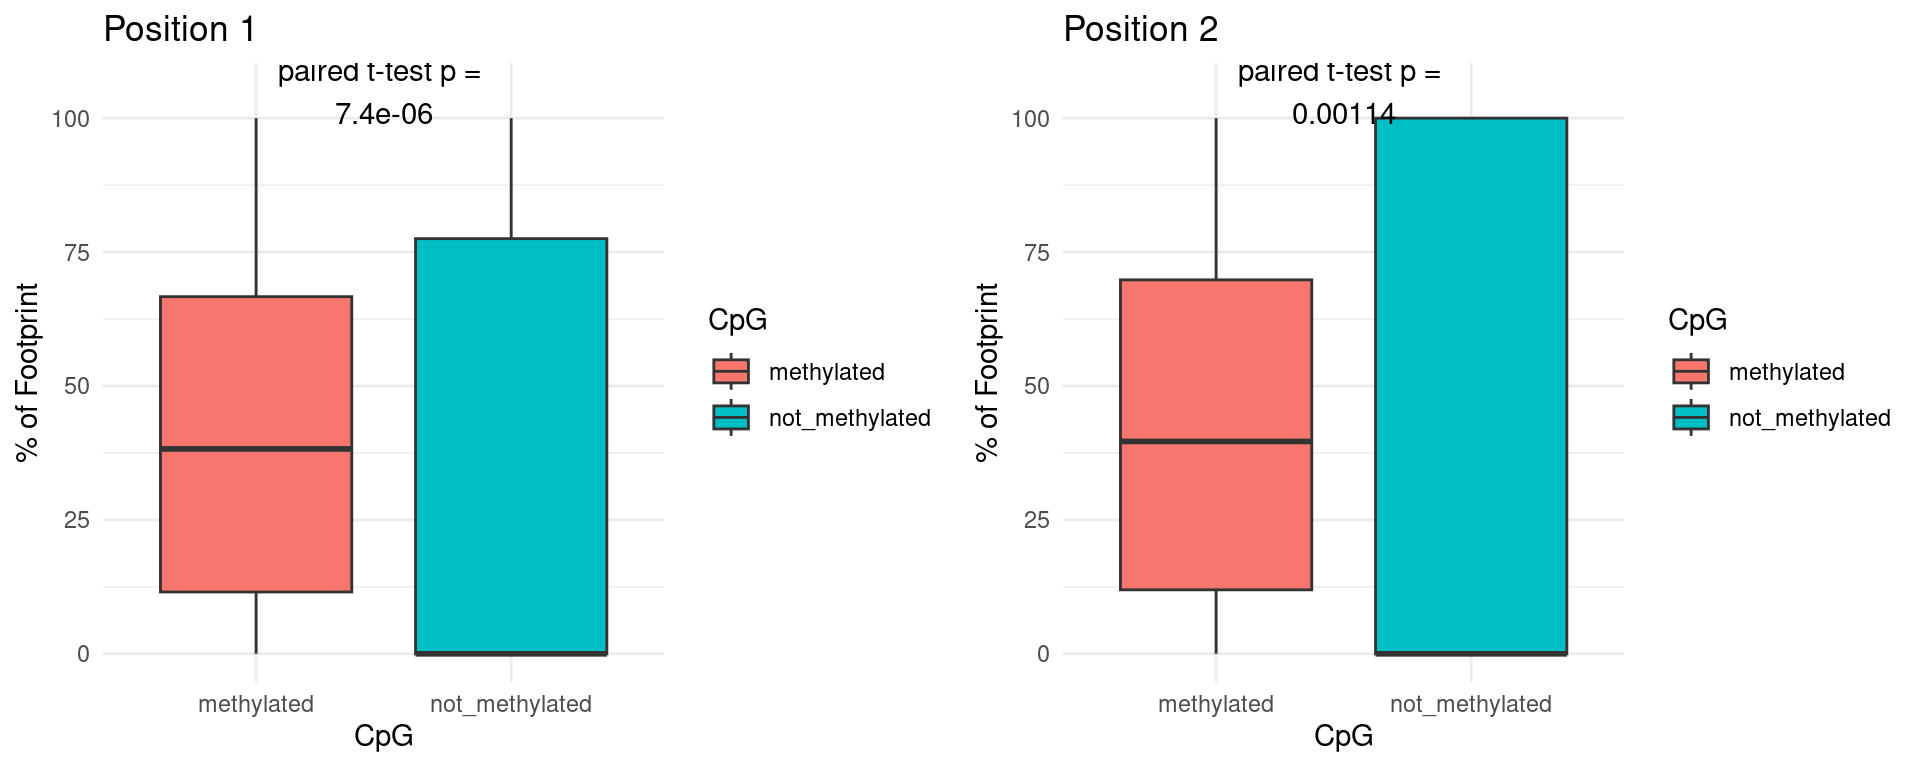 Position 1
paired t-test p =
7.4e-06
100
75
50
25
0
% of Footprint
methylated not_methylated
CpG
CpG
methylated
not_methylated
Position 2
paired t-test p =
0.00114
100
75
50
25
0
% of Footprint
methylated not_methylated
CpG
CpG
methylated
not_methylated